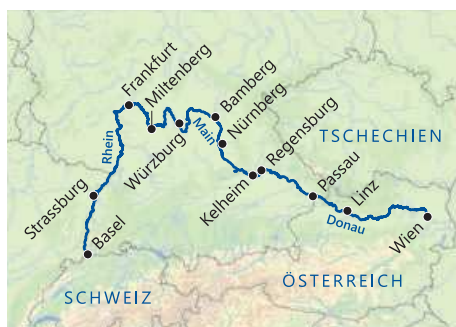 Frankfurt
Miltenberg
Bamberg
Nürnberg
Main
Rhein
Würzburg
Regensburg
TSCHECHIEN
Strassburg
Kelheim
Passau
Linz
Donau
Wien
Basel
SCHWEIZ
ÖSTERREICH